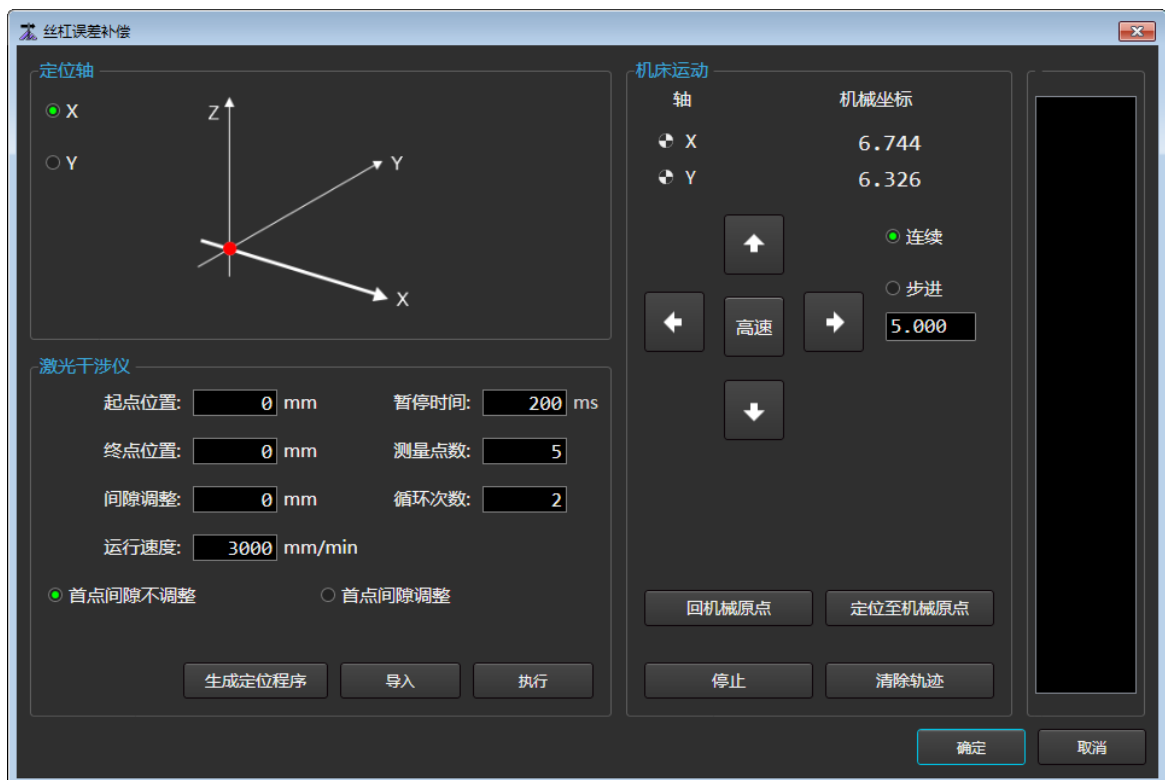 丝杠误差补偿
定位轴
X
Y
Z
Y
X
激光干涉仪
起点位置: 0 mm 暂停时间: 200 ms
终点位置: 0 mm 测量点数: 5
间隙调整: 0 mm 循环次数: 2
运行速度: 3000 mm/min
首点间隙不调整 首点间隙调整
生成定位程序 导入 执行
机床运动
轴 机械坐标
X 6.744
Y 6.326
连续
步进
高速 5.000
回机械原点 定位至机械原点
停止 清除轨迹
确定 取消